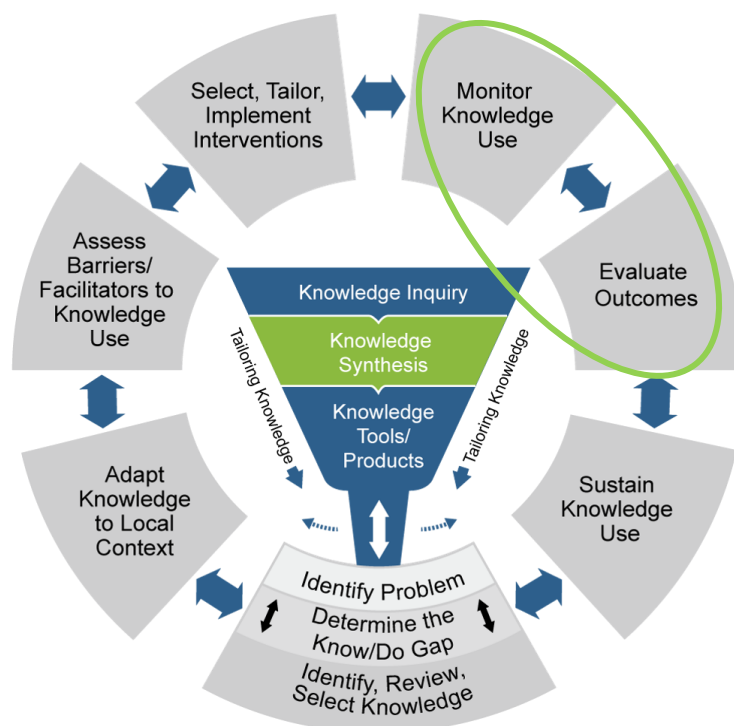 Select, Tailor,
Implement
Interventions
Monitor
Knowledge
Use
Assess
Barriers/
Facilitators to
Knowledge
Use
Evaluate
Outcomes
Knowledge Inquiry
Knowledge
Synthesis
Knowledge
Tools/
Products
Tailoring Knowledge
Tailoring Knowledge
Adapt
Knowledge
to Local
Context
Sustain
Knowledge
Use
Identify Problem
Determine the
Know/Do Gap
Identify, Review,
Select Knowledge